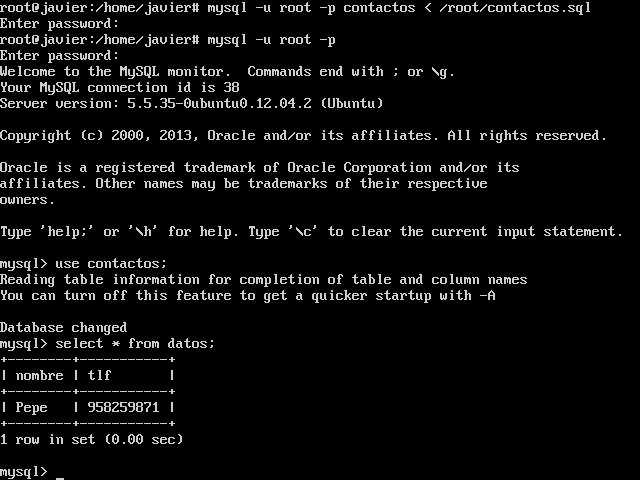 root@javier:/home/javier# mysql -u root -p contactos < /root/contactos.sql
Enter password:
root@javier:/home/javier# mysql -u root -p
Enter password:
Welcome to the MySQL monitor.  Commands end with ; or \g.
Your MySQL connection id is 38
Server version: 5.5.35-0ubuntu0.12.04.2 (Ubuntu)

Copyright (c) 2000, 2013, Oracle and/or its affiliates. All rights reserved.

Oracle is a registered trademark of Oracle Corporation and/or its
affiliates. Other names may be trademarks of their respective
owners.

Type 'help;' or '\h' for help. Type '\c' to clear the current input statement.

mysql> use contactos;
Reading table information for completion of table and column names
You can turn off this feature to get a quicker startup with -A

Database changed
mysql> select * from datos;
+--------+-----------+
| nombre | tlf       |
+--------+-----------+
| Pepe   | 958259871 |
+--------+-----------+
1 row in set (0.00 sec)

mysql> _